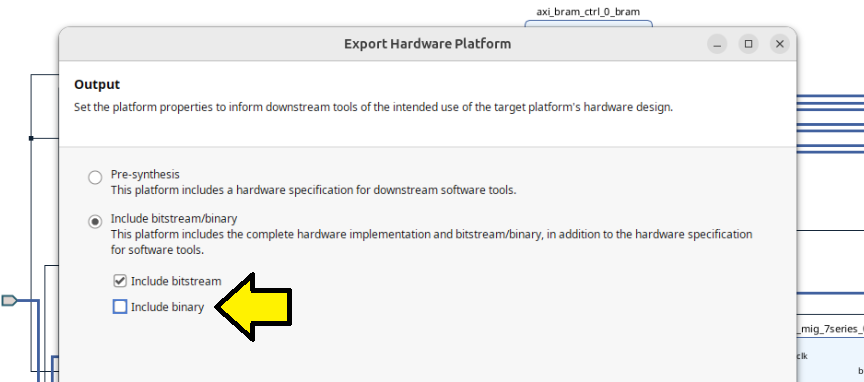 axi_bram_ctrl_0_bram
Export Hardware Platform
Output
Set the platform properties to inform downstream tools of the intended use of the target platform's hardware design.
Pre-synthesis
This platform includes a hardware specification for downstream software tools.
Include bitstream/binary
This platform includes the complete hardware implementation and bitstream/binary, in addition to the hardware specification
for software tools.
Include bitstream
Include binary
_mig_7series_
clk
b